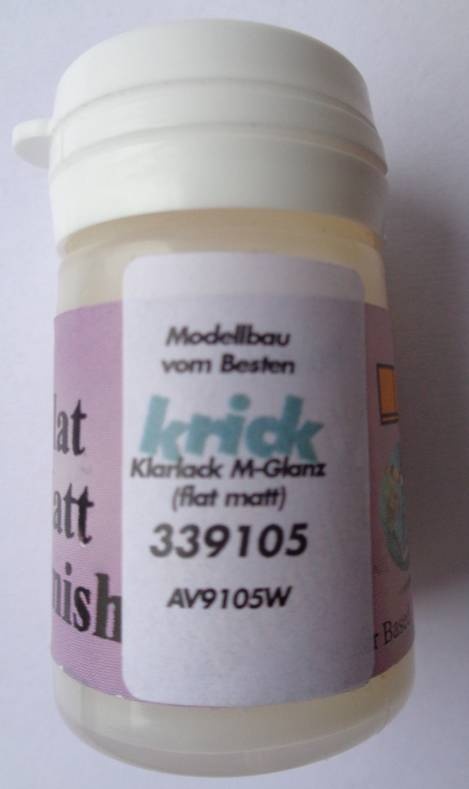 Modellbau
vom Besten
krick
Klarlack M-Glanz
(flat matt)
339105
AV9105W